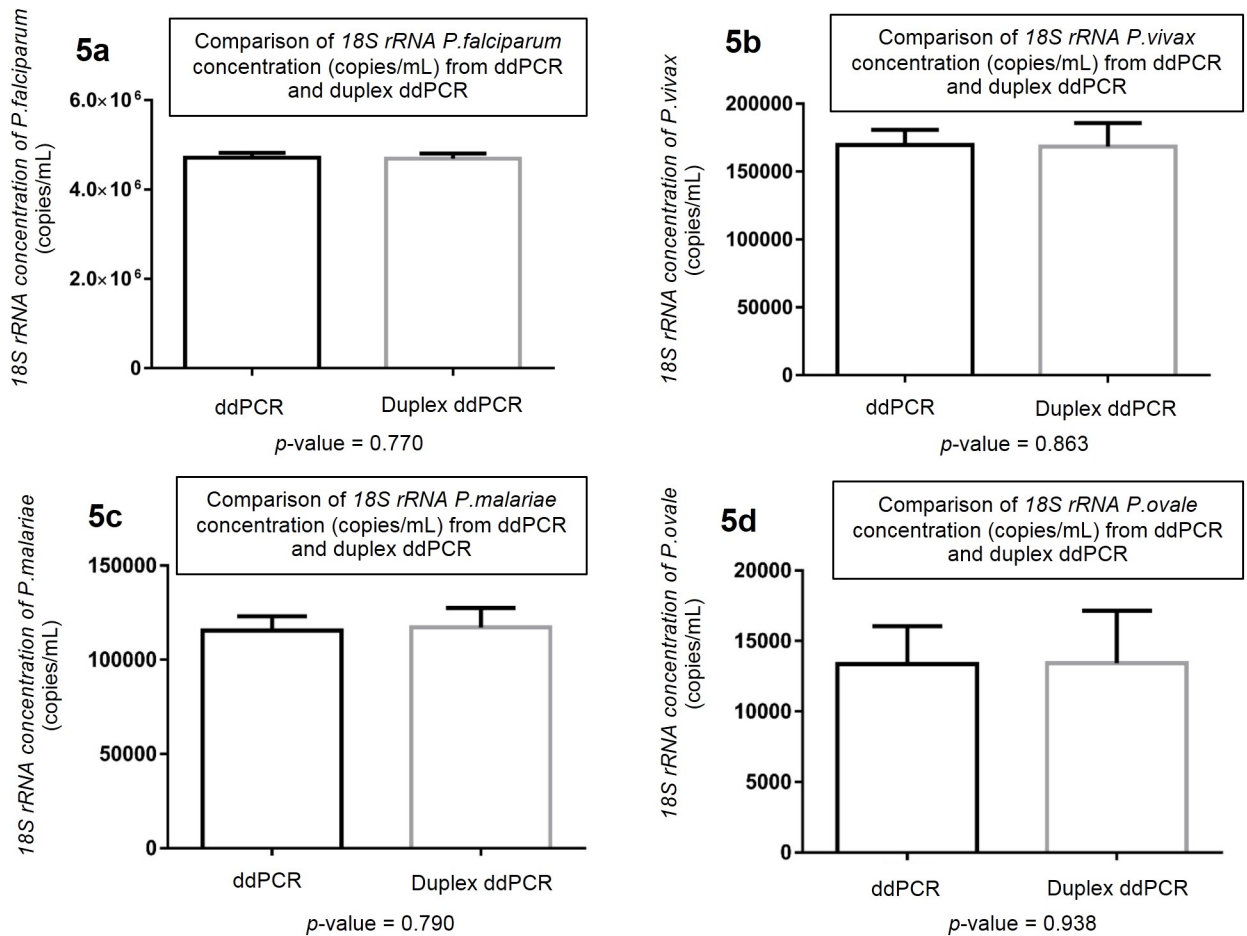 5a
Comparison of 18S rRNA P.falciparum
concentration (copies/mL) from ddPCR
and duplex ddPCR
18S rRNA concentration of P.falciparum
(copies/mL)
6.0×10⁶
4.0×10⁶
2.0×10⁶
0
ddPCR
Duplex ddPCR
p-value = 0.770
5b
Comparison of 18S rRNA P.vivax
concentration (copies/mL) from ddPCR
and duplex ddPCR
18S rRNA concentration of P.vivax
(copies/mL)
200000
150000
100000
50000
0
ddPCR
Duplex ddPCR
p-value = 0.863
5c
Comparison of 18S rRNA P.malariae
concentration (copies/mL) from ddPCR
and duplex ddPCR
18S rRNA concentration of P.malariae
(copies/mL)
150000
100000
50000
0
ddPCR
Duplex ddPCR
p-value = 0.790
5d
Comparison of 18S rRNA P.ovale
concentration (copies/mL) from ddPCR
and duplex ddPCR
18S rRNA concentration of P.ovale
(copies/mL)
20000
15000
10000
5000
0
ddPCR
Duplex ddPCR
p-value = 0.938